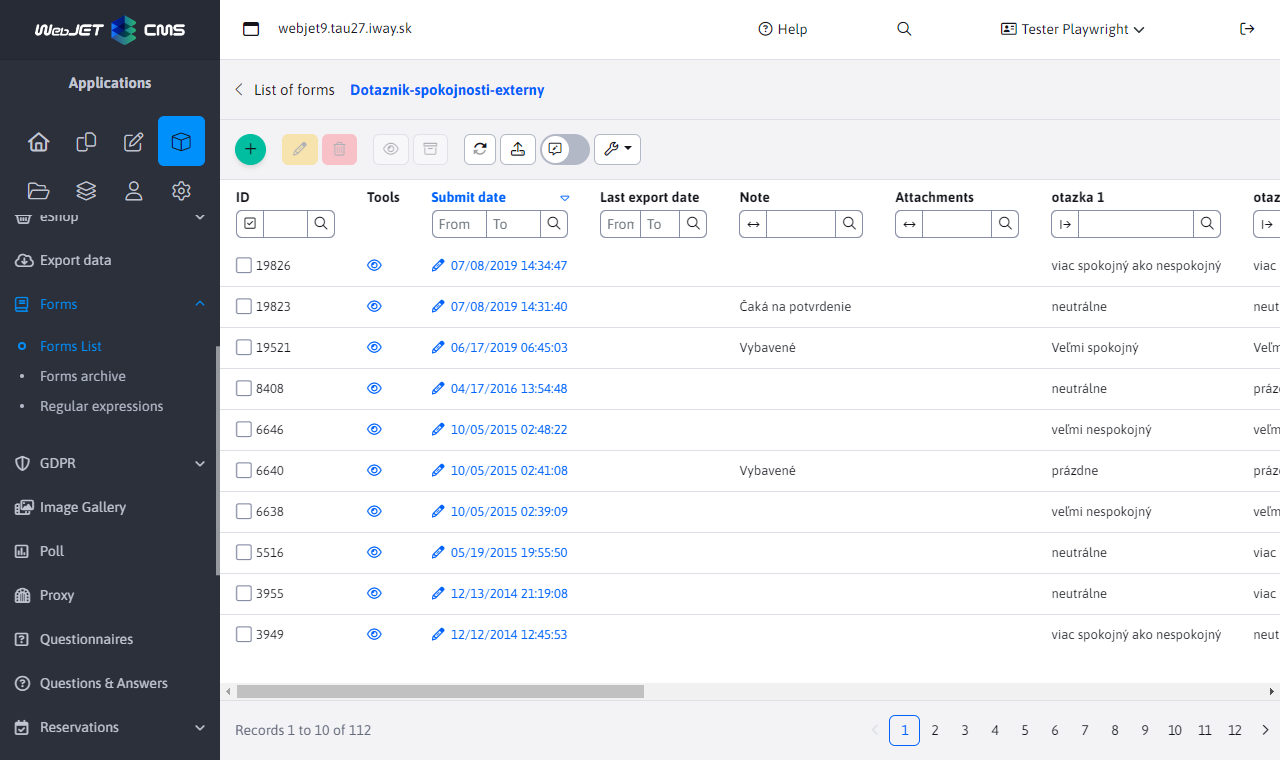 WebJET CMS
webjet9.tau27.iway.sk
Help
Tester Playwright
Applications
List of forms
Dotaznik-spokojnosti-externy
eShop
Export data
Forms
Forms List
Forms archive
Regular expressions
GDPR
Image Gallery
Poll
Proxy
Questionnaires
Questions & Answers
Reservations
ID Tools Submit date Last export date Note Attachments otazka 1 otaz
From To From To
19826 07/08/2019 14:34:47 viac spokojný ako nespokojný viac
19823 07/08/2019 14:31:40 Čaká na potvrdenie neutrálne neut
19521 06/17/2019 06:45:03 Vybavené Veľmi spokojný Veľm
8408 04/17/2016 13:54:48 neutrálne prázd
6646 10/05/2015 02:48:22 veľmi nespokojný veľm
6640 10/05/2015 02:41:08 Vybavené prázdne prázd
6638 10/05/2015 02:39:09 veľmi nespokojný veľm
5516 05/19/2015 19:55:50 neutrálne viac
3955 12/13/2014 21:19:08 neutrálne viac
3949 12/12/2014 12:45:53 viac spokojný ako nespokojný neut
Records 1 to 10 of 112
1 2 3 4 5 6 7 8 9 10 11 12